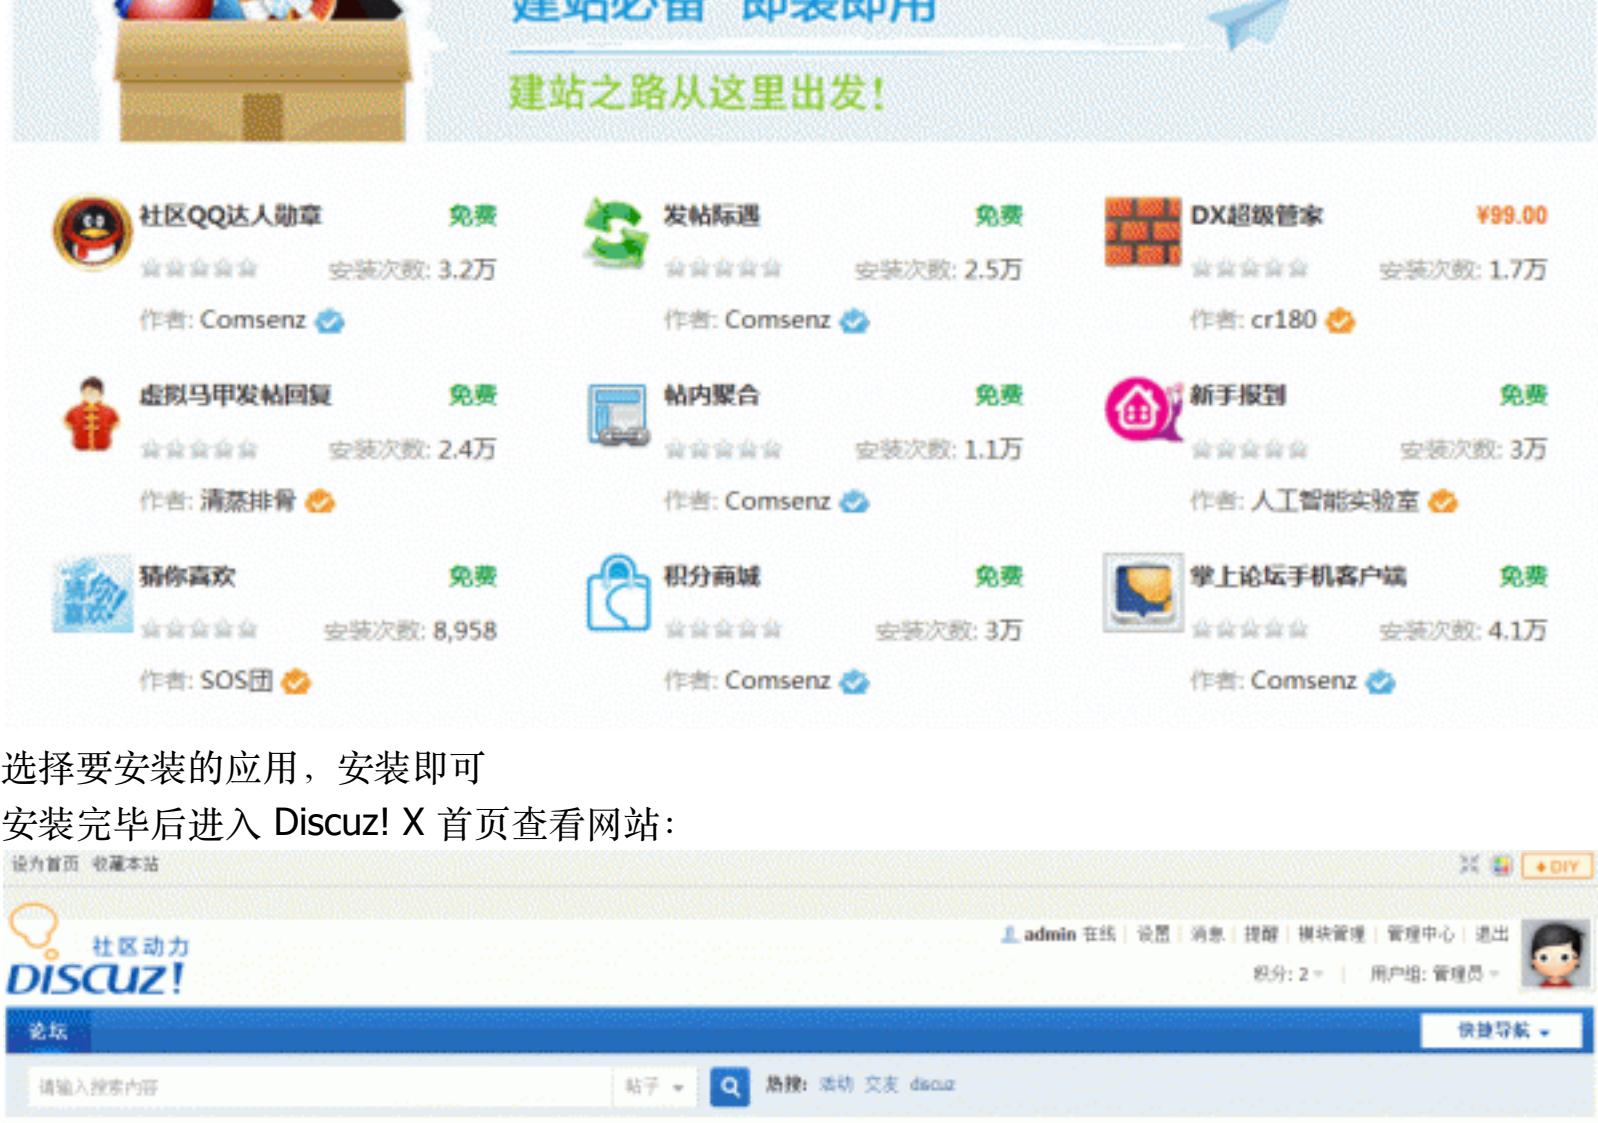 建站必备 即装即用
建站之路从这里出发！
社区QQ达人勋章 免费
安装次数: 3.2万
作者: Comsenz
发帖际遇 免费
安装次数: 2.5万
作者: Comsenz
DX超级管家 ¥99.00
安装次数: 1.7万
作者: cr180
虚拟马甲发帖回复 免费
安装次数: 2.4万
作者: 清蒸排骨
帖内聚合 免费
安装次数: 1.1万
作者: Comsenz
新手报到 免费
安装次数: 3万
作者: 人工智能实验室
猜你喜欢
猜你喜欢 免费
安装次数: 8,958
作者: SOS团
积分商城 免费
安装次数: 3万
作者: Comsenz
掌上论坛手机客户端 免费
安装次数: 4.1万
作者: Comsenz
选择要安装的应用，安装即可
安装完毕后进入 Discuz! X 首页查看网站：
设为首页 收藏本站
DIY
社区动力
DISCUZ!
admin 在线 | 设置 | 消息 | 提醒 | 模块管理 | 管理中心 | 退出
积分: 2 | 用户组: 管理员
论坛
快捷导航
请输入搜索内容 帖子 热搜: 活动 交友 discuz